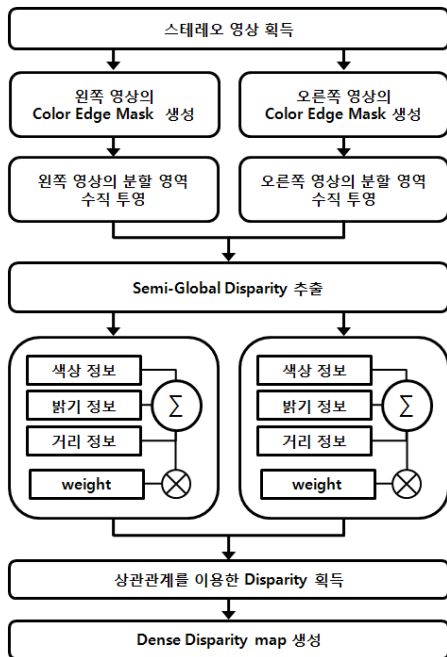 스테레오 영상 획득
왼쪽 영상의
Color Edge Mask 생성
오른쪽 영상의
Color Edge Mask 생성
왼쪽 영상의 분할 영역
수직 투영
오른쪽 영상의 분할 영역
수직 투영
Semi-Global Disparity 추출
색상 정보
밝기 정보
거리 정보
∑
weight
색상 정보
밝기 정보
거리 정보
∑
weight
상관관계를 이용한 Disparity 획득
Dense Disparity map 생성